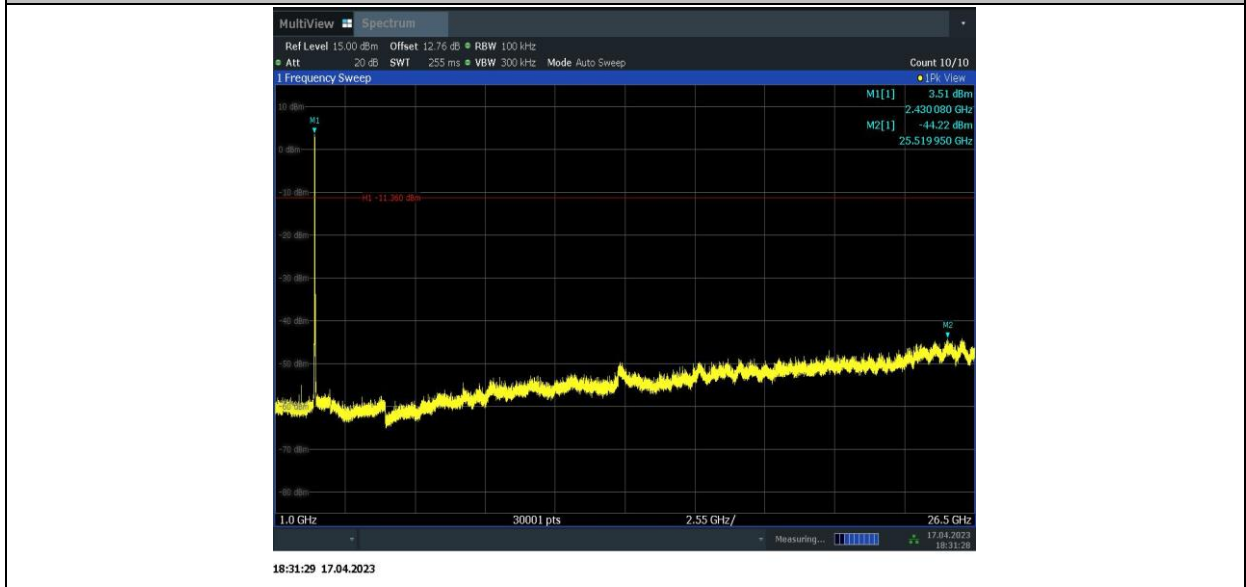 MultiView Spectrum
Ref Level 15.00 dBm Offset 12.76 dB RBW 100 kHz
Att 20 dB SWT 255 ms VBW 300 kHz Mode Auto Sweep Count 10/10
1 Frequency Sweep 1Pk View
M1[1] 3.51 dBm
2.430 080 GHz
M2[1] -44.22 dBm
25.519 950 GHz
10 dBm
M1
0 dBm
-10 dBm
H1 -11.360 dBm
-20 dBm
-30 dBm
-40 dBm
M2
-50 dBm
-60 dBm
-70 dBm
-80 dBm
1.0 GHz 30001 pts 2.55 GHz/ 26.5 GHz
Measuring... 17.04.2023
18:31:28
18:31:29 17.04.2023